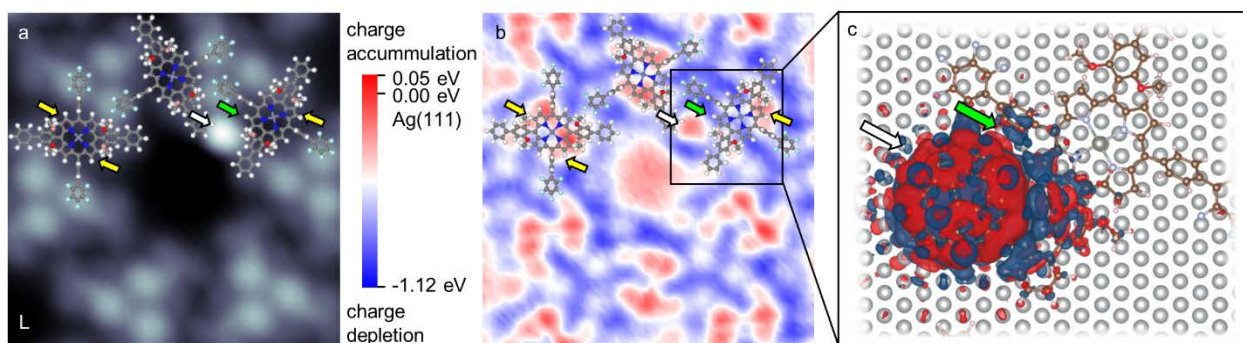 a
L
charge
accummulation
0.05 eV
0.00 eV
Ag(111)
-1.12 eV
charge
depletion
b
c